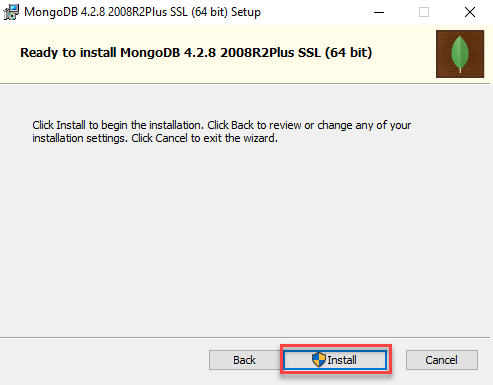 MongoDB 4.2.8 2008R2Plus SSL (64 bit) Setup
Ready to install MongoDB 4.2.8 2008R2Plus SSL (64 bit)
Click Install to begin the installation. Click Back to review or change any of your
installation settings. Click Cancel to exit the wizard.
Back Install Cancel